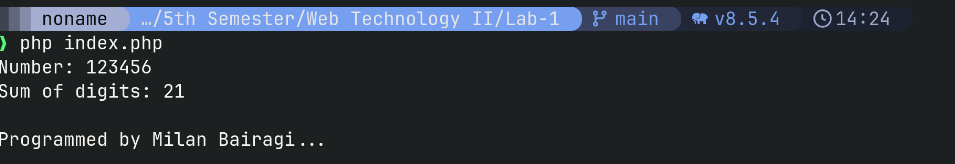 noname …/5th Semester/Web Technology II/Lab-1 main v8.5.4 14:24
❯ php index.php
Number: 123456
Sum of digits: 21
Programmed by Milan Bairagi...